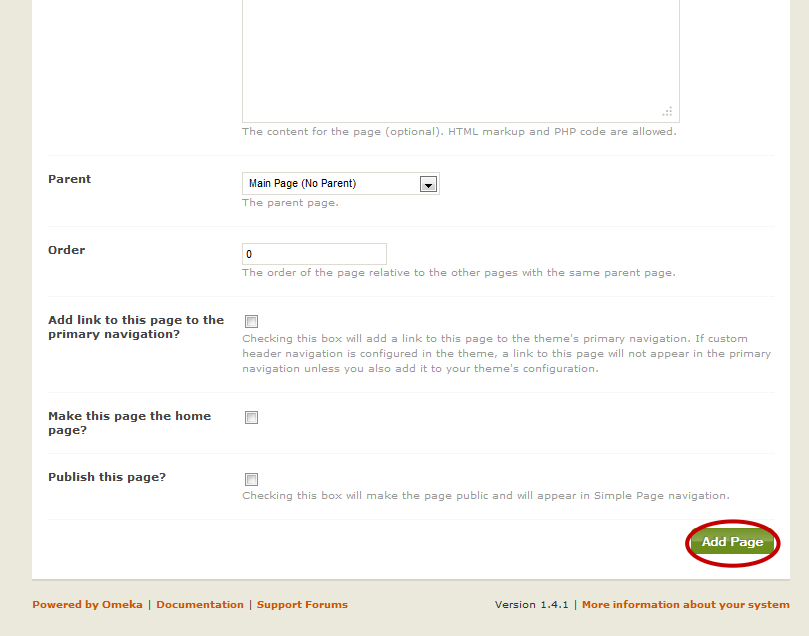 The content for the page (optional). HTML markup and PHP code are allowed.
Parent
Main Page (No Parent)
The parent page.
Order
0
The order of the page relative to the other pages with the same parent page.
Add link to this page to the
primary navigation?
Checking this box will add a link to this page to the theme's primary navigation. If custom
header navigation is configured in the theme, a link to this page will not appear in the primary
navigation unless you also add it to your theme's configuration.
Make this page the home
page?
Publish this page?
Checking this box will make the page public and will appear in Simple Page navigation.
Add Page
Powered by Omeka | Documentation | Support Forums
Version 1.4.1 | More information about your system